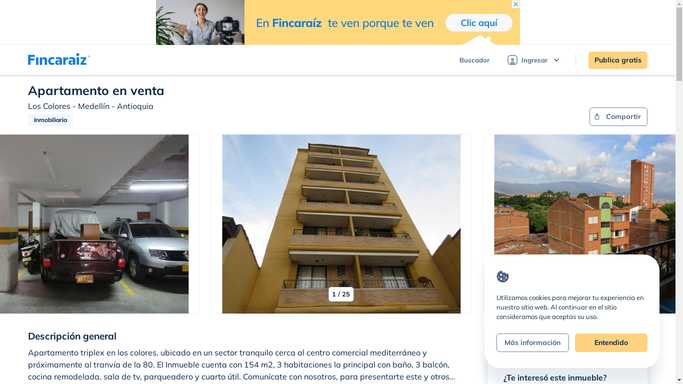 En Fincaraíz te ven porque te ven
Clic aquí
Fincaraíz
Buscador
Ingresar
Publica gratis
Apartamento en venta
Los Colores - Medellín - Antioquia
Inmobiliaria
Compartir
1 / 25
Utilizamos cookies para mejorar tu experiencia en
nuestro sitio web. Al continuar en el sitio
consideramos que aceptas su uso.
Más información
Entendido
Descripción general
Apartamento triplex en los colores, ubicado en un sector tranquilo cerca al centro comercial mediterráneo y
próximamente al tranvía de la 80. El Inmueble cuenta con 154 m2, 3 habitaciones la principal con baño, 3 balcón,
cocina remodelada, sala de tv, parqueadero y cuarto útil. Comunícate con nosotros, para presentarte este y otros...
¿Te interesó este inmueble?